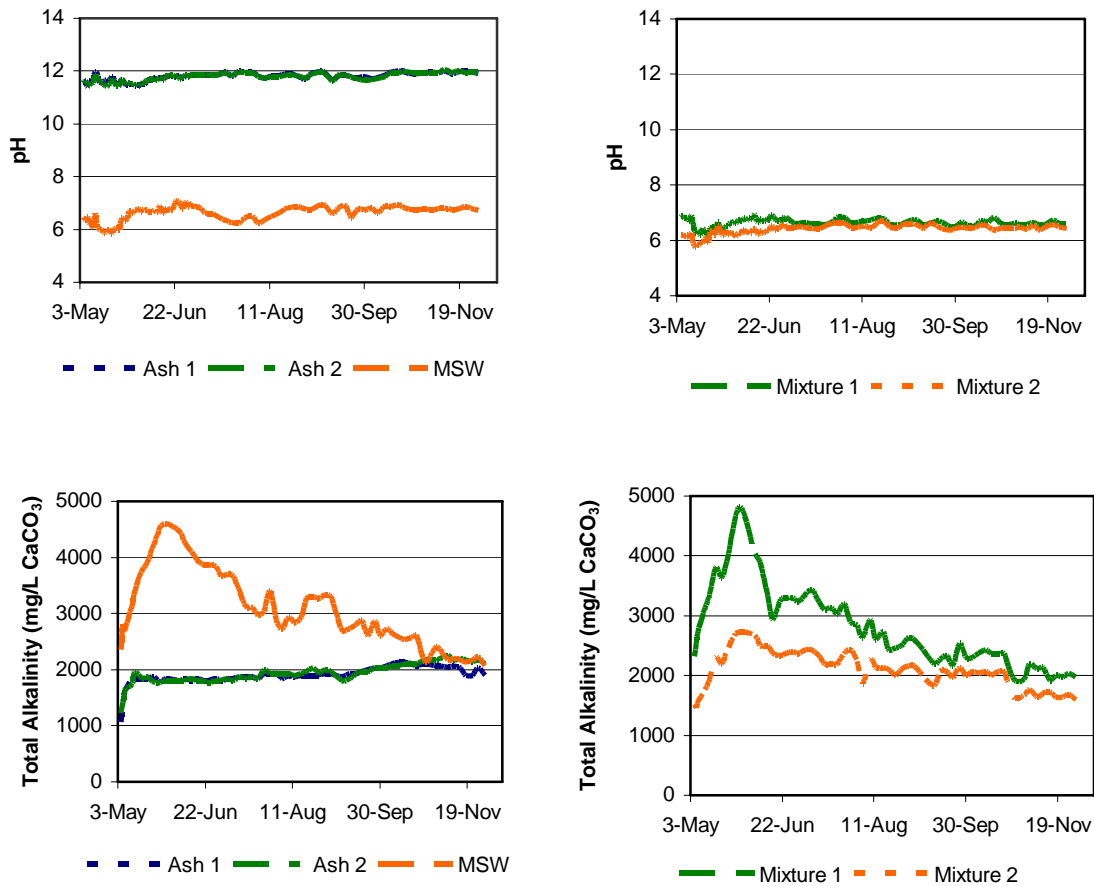 14
12
10
8
6
4
pH
3-May 22-Jun 11-Aug 30-Sep 19-Nov
Ash 1 Ash 2 MSW
14
12
10
8
6
4
pH
3-May 22-Jun 11-Aug 30-Sep 19-Nov
Mixture 1 Mixture 2
5000
4000
3000
2000
1000
0
Total Alkalinity (mg/L CaCO₃)
3-May 22-Jun 11-Aug 30-Sep 19-Nov
Ash 1 Ash 2 MSW
5000
4000
3000
2000
1000
0
Total Alkalinity (mg/L CaCO₃)
3-May 22-Jun 11-Aug 30-Sep 19-Nov
Mixture 1 Mixture 2